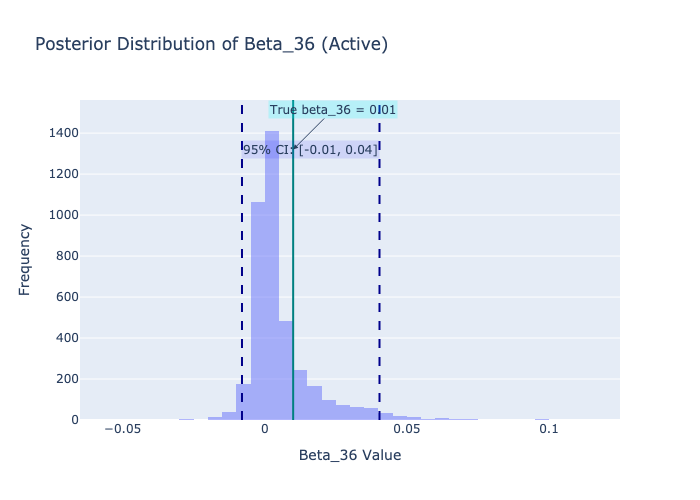 Posterior Distribution of Beta_36 (Active)
True beta_36 = 0.01
95% CI: [-0.01, 0.04]
1400
1200
1000
800
600
400
200
0
Frequency
−0.05
0
0.05
0.1
Beta_36 Value